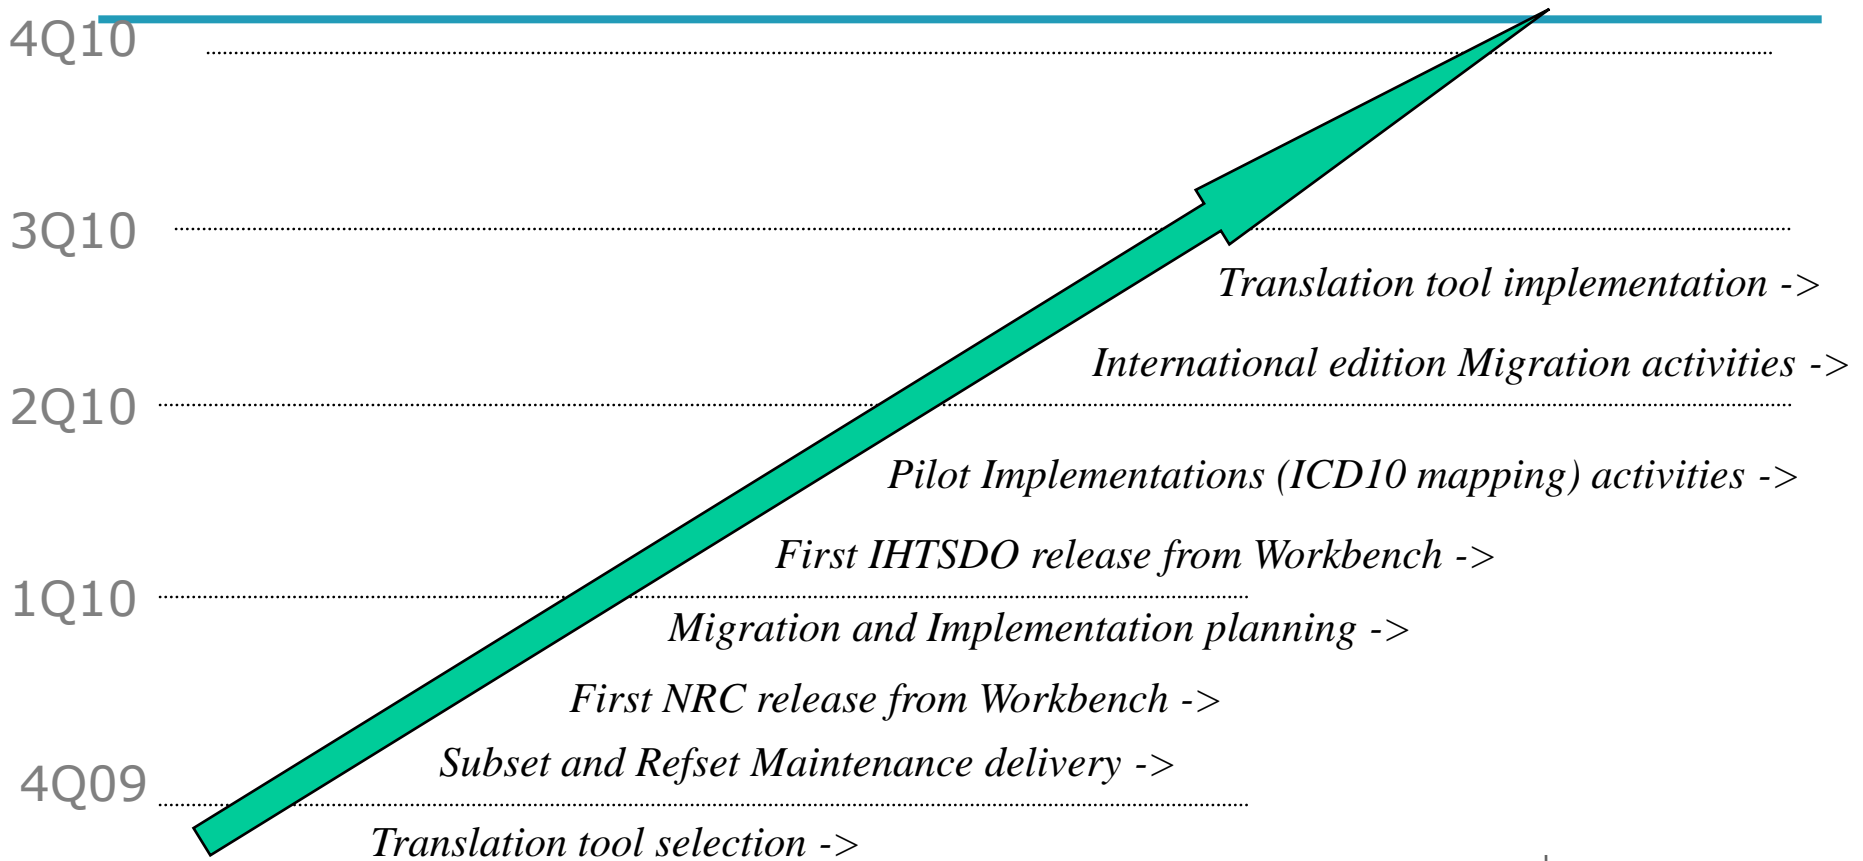 4Q10
3Q10
Translation tool implementation ->
International edition Migration activities ->
2Q10
Pilot Implementations (ICD10 mapping) activities ->
First IHTSDO release from Workbench ->
1Q10
Migration and Implementation planning ->
First NRC release from Workbench ->
Subset and Refset Maintenance delivery ->
4Q09
Translation tool selection ->